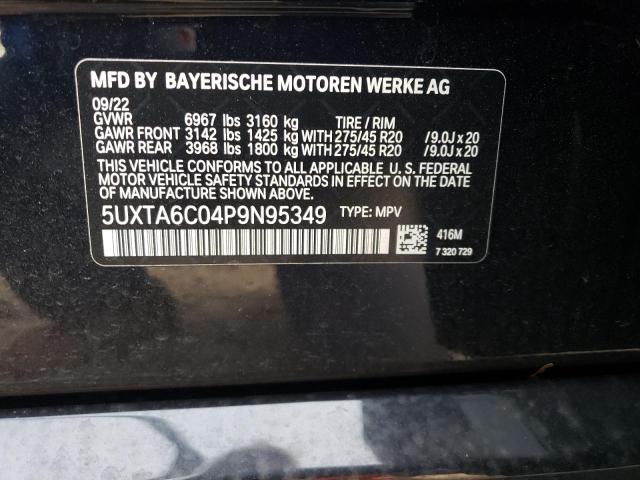 MFD BY BAYERISCHE MOTOREN WERKE AG
09/22
GVWR 6967 lbs 3160 kg TIRE / RIM
GAWR FRONT 3142 lbs 1425 kg WITH 275/45 R20 /9.0J x 20
GAWR REAR 3968 lbs 1800 kg WITH 275/45 R20 /9.0J x 20
THIS VEHICLE CONFORMS TO ALL APPLICABLE U. S. FEDERAL
MOTOR VEHICLE SAFETY STANDARDS IN EFFECT ON THE DATE
OF MANUFACTURE SHOWN ABOVE.
5UXTA6C04P9N95349 TYPE: MPV
416M
7 320 729